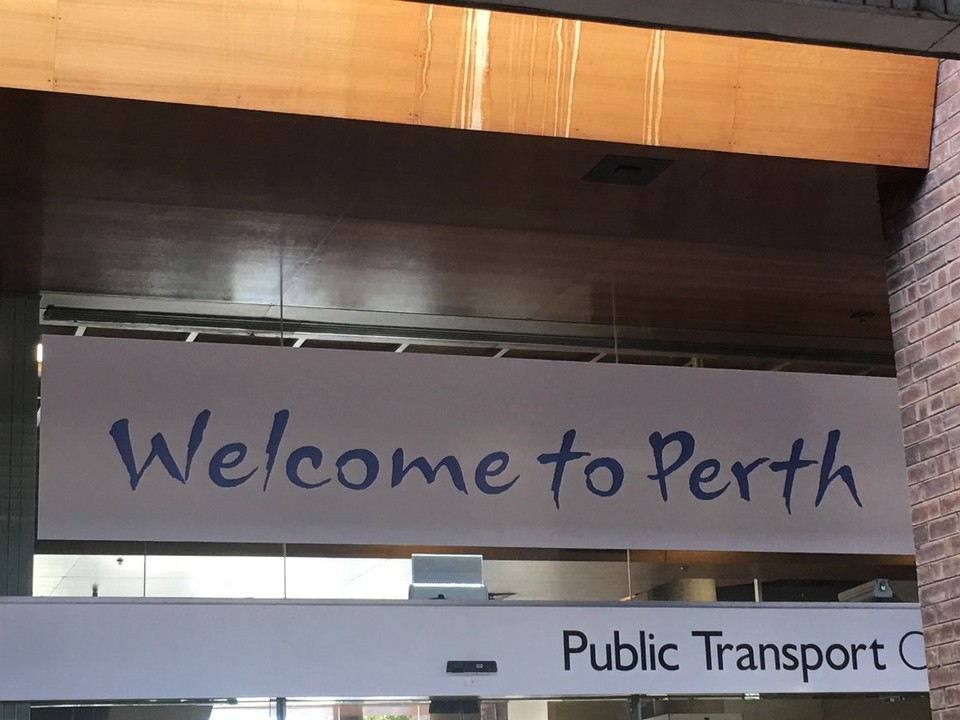 Welcome to Perth
Public Transport